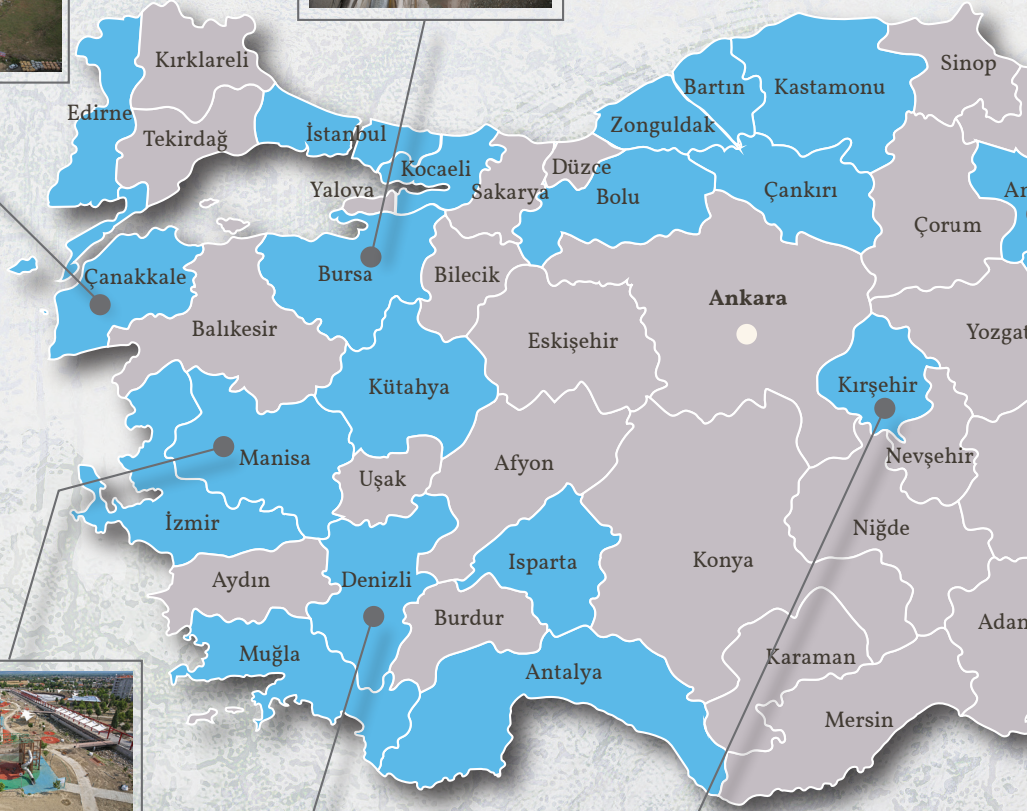 Kırklareli
Sinop
Edirne
Bartın
Kastamonu
Tekirdağ
İstanbul
Zonguldak
Kocaeli
Düzce
Yalova
Sakarya
Bolu
Çankırı
Çorum
Çanakkale
Bursa
Bilecik
Ankara
Balıkesir
Eskişehir
Yozgat
Kütahya
Kırşehir
Manisa
Uşak
Afyon
Nevşehir
İzmir
Niğde
Aydın
Denizli
Isparta
Konya
Burdur
Adan
Muğla
Antalya
Karaman
Mersin